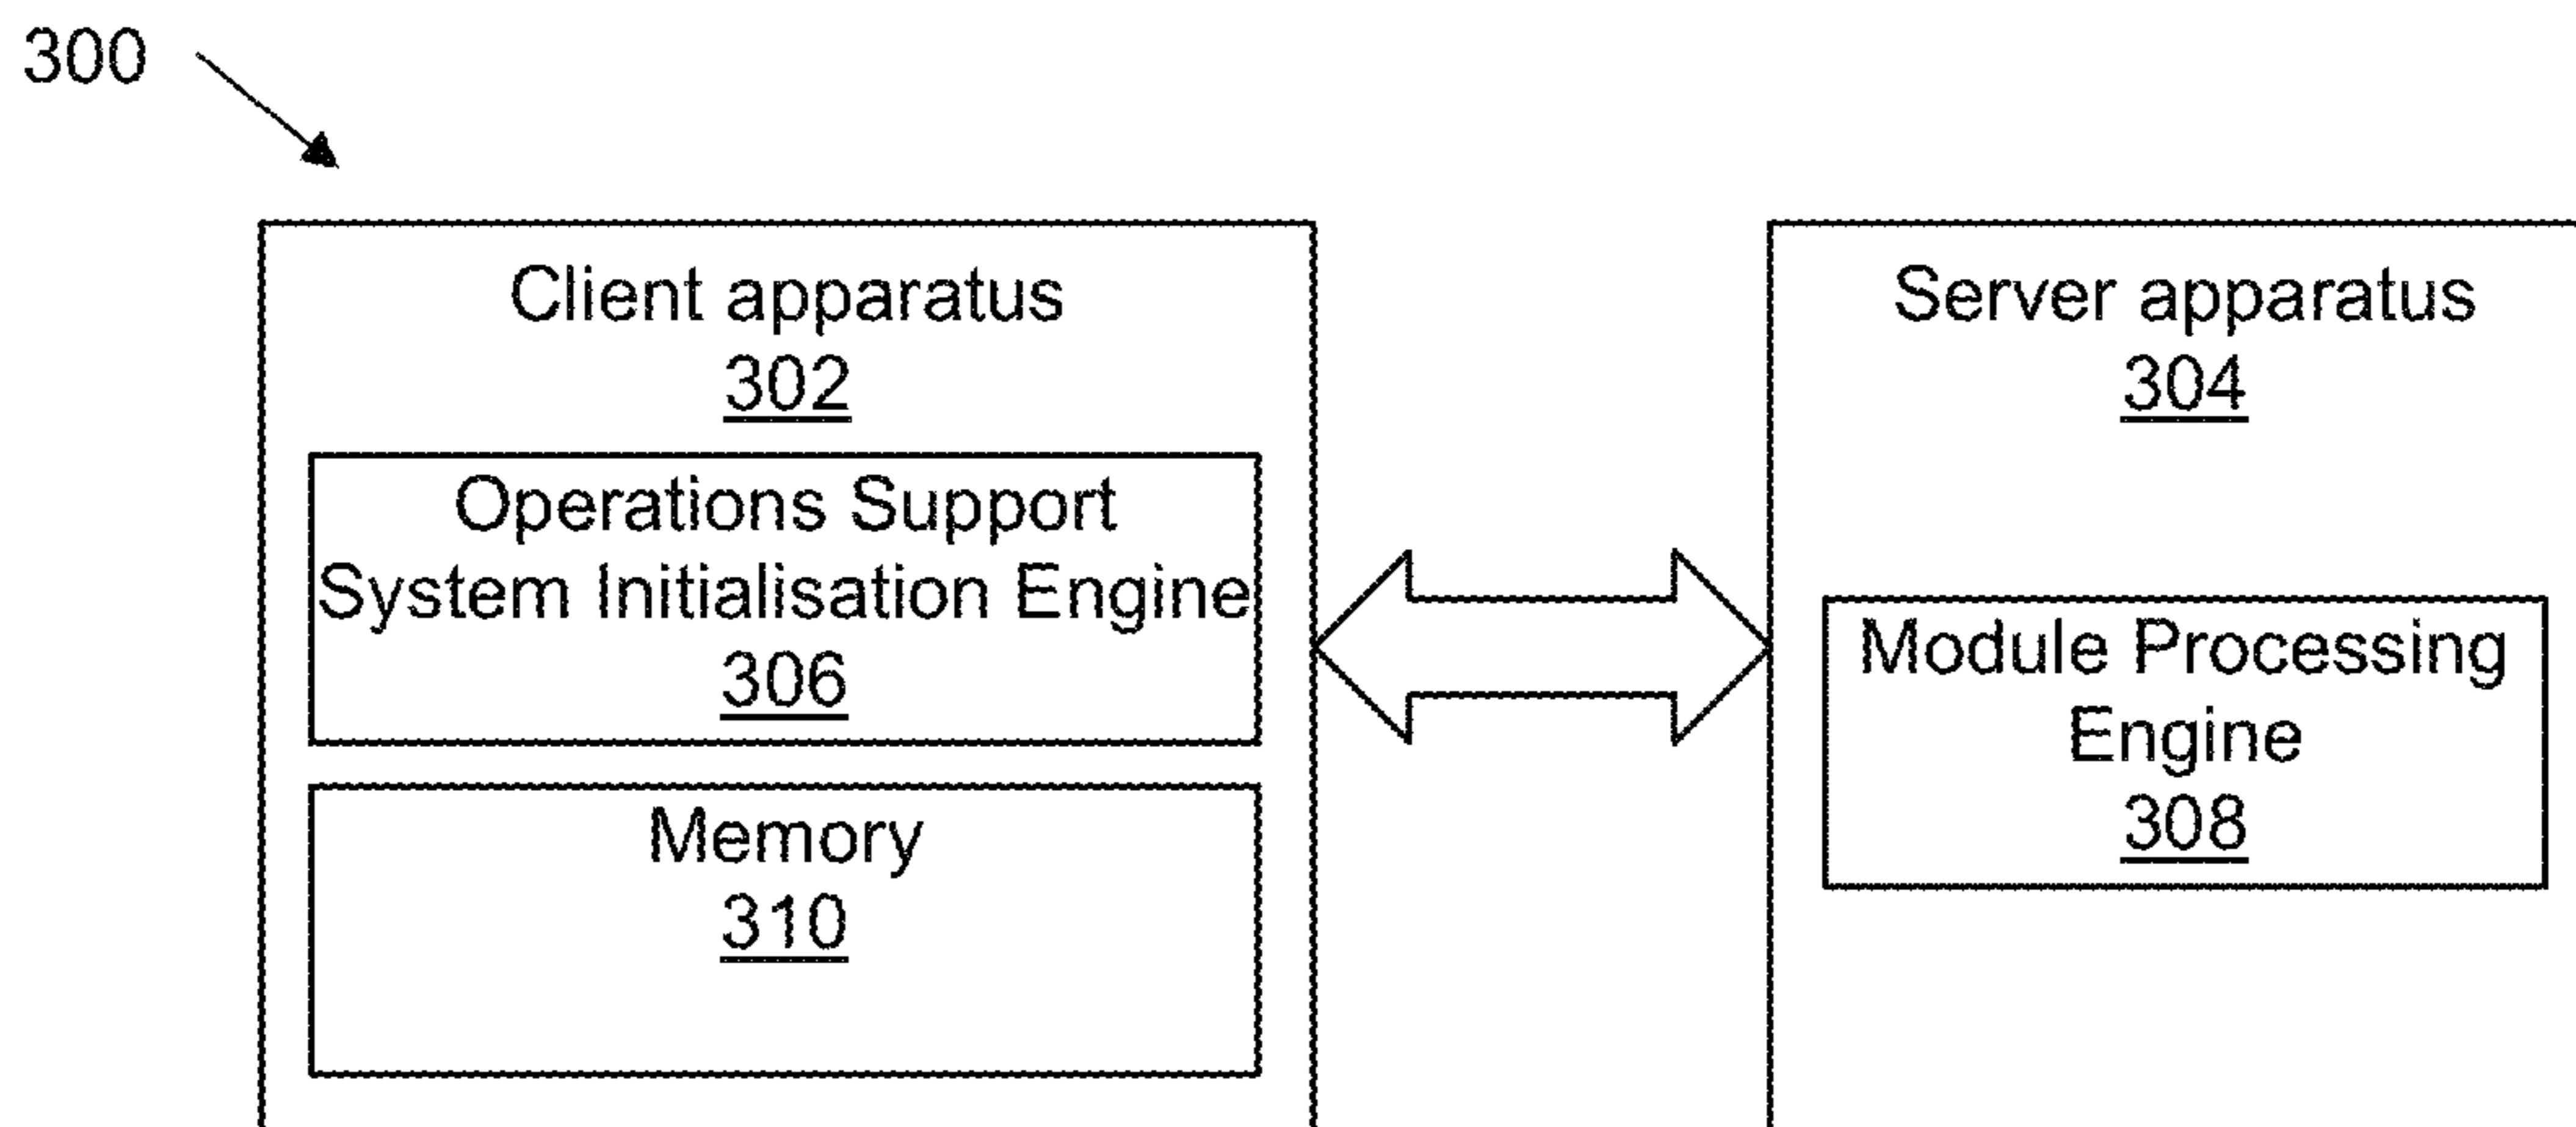 300
Client apparatus
302
Operations Support
System Initialisation Engine
306
Memory
310
Server apparatus
304
Module Processing
Engine
308